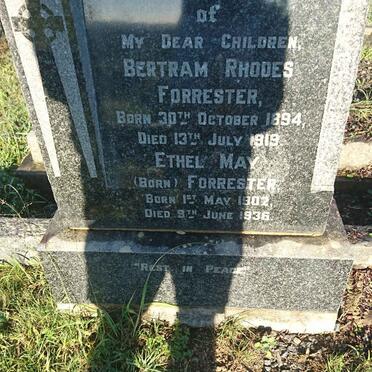 of
My Dear Children,
Bertram Rhodes
Forrester,
Born 30th October 1894,
Died 13th July 1919.
Ethel May
(Born) Forrester,
Born 1st May 1907,
Died 9th June 1936.
"Rest in Peace"